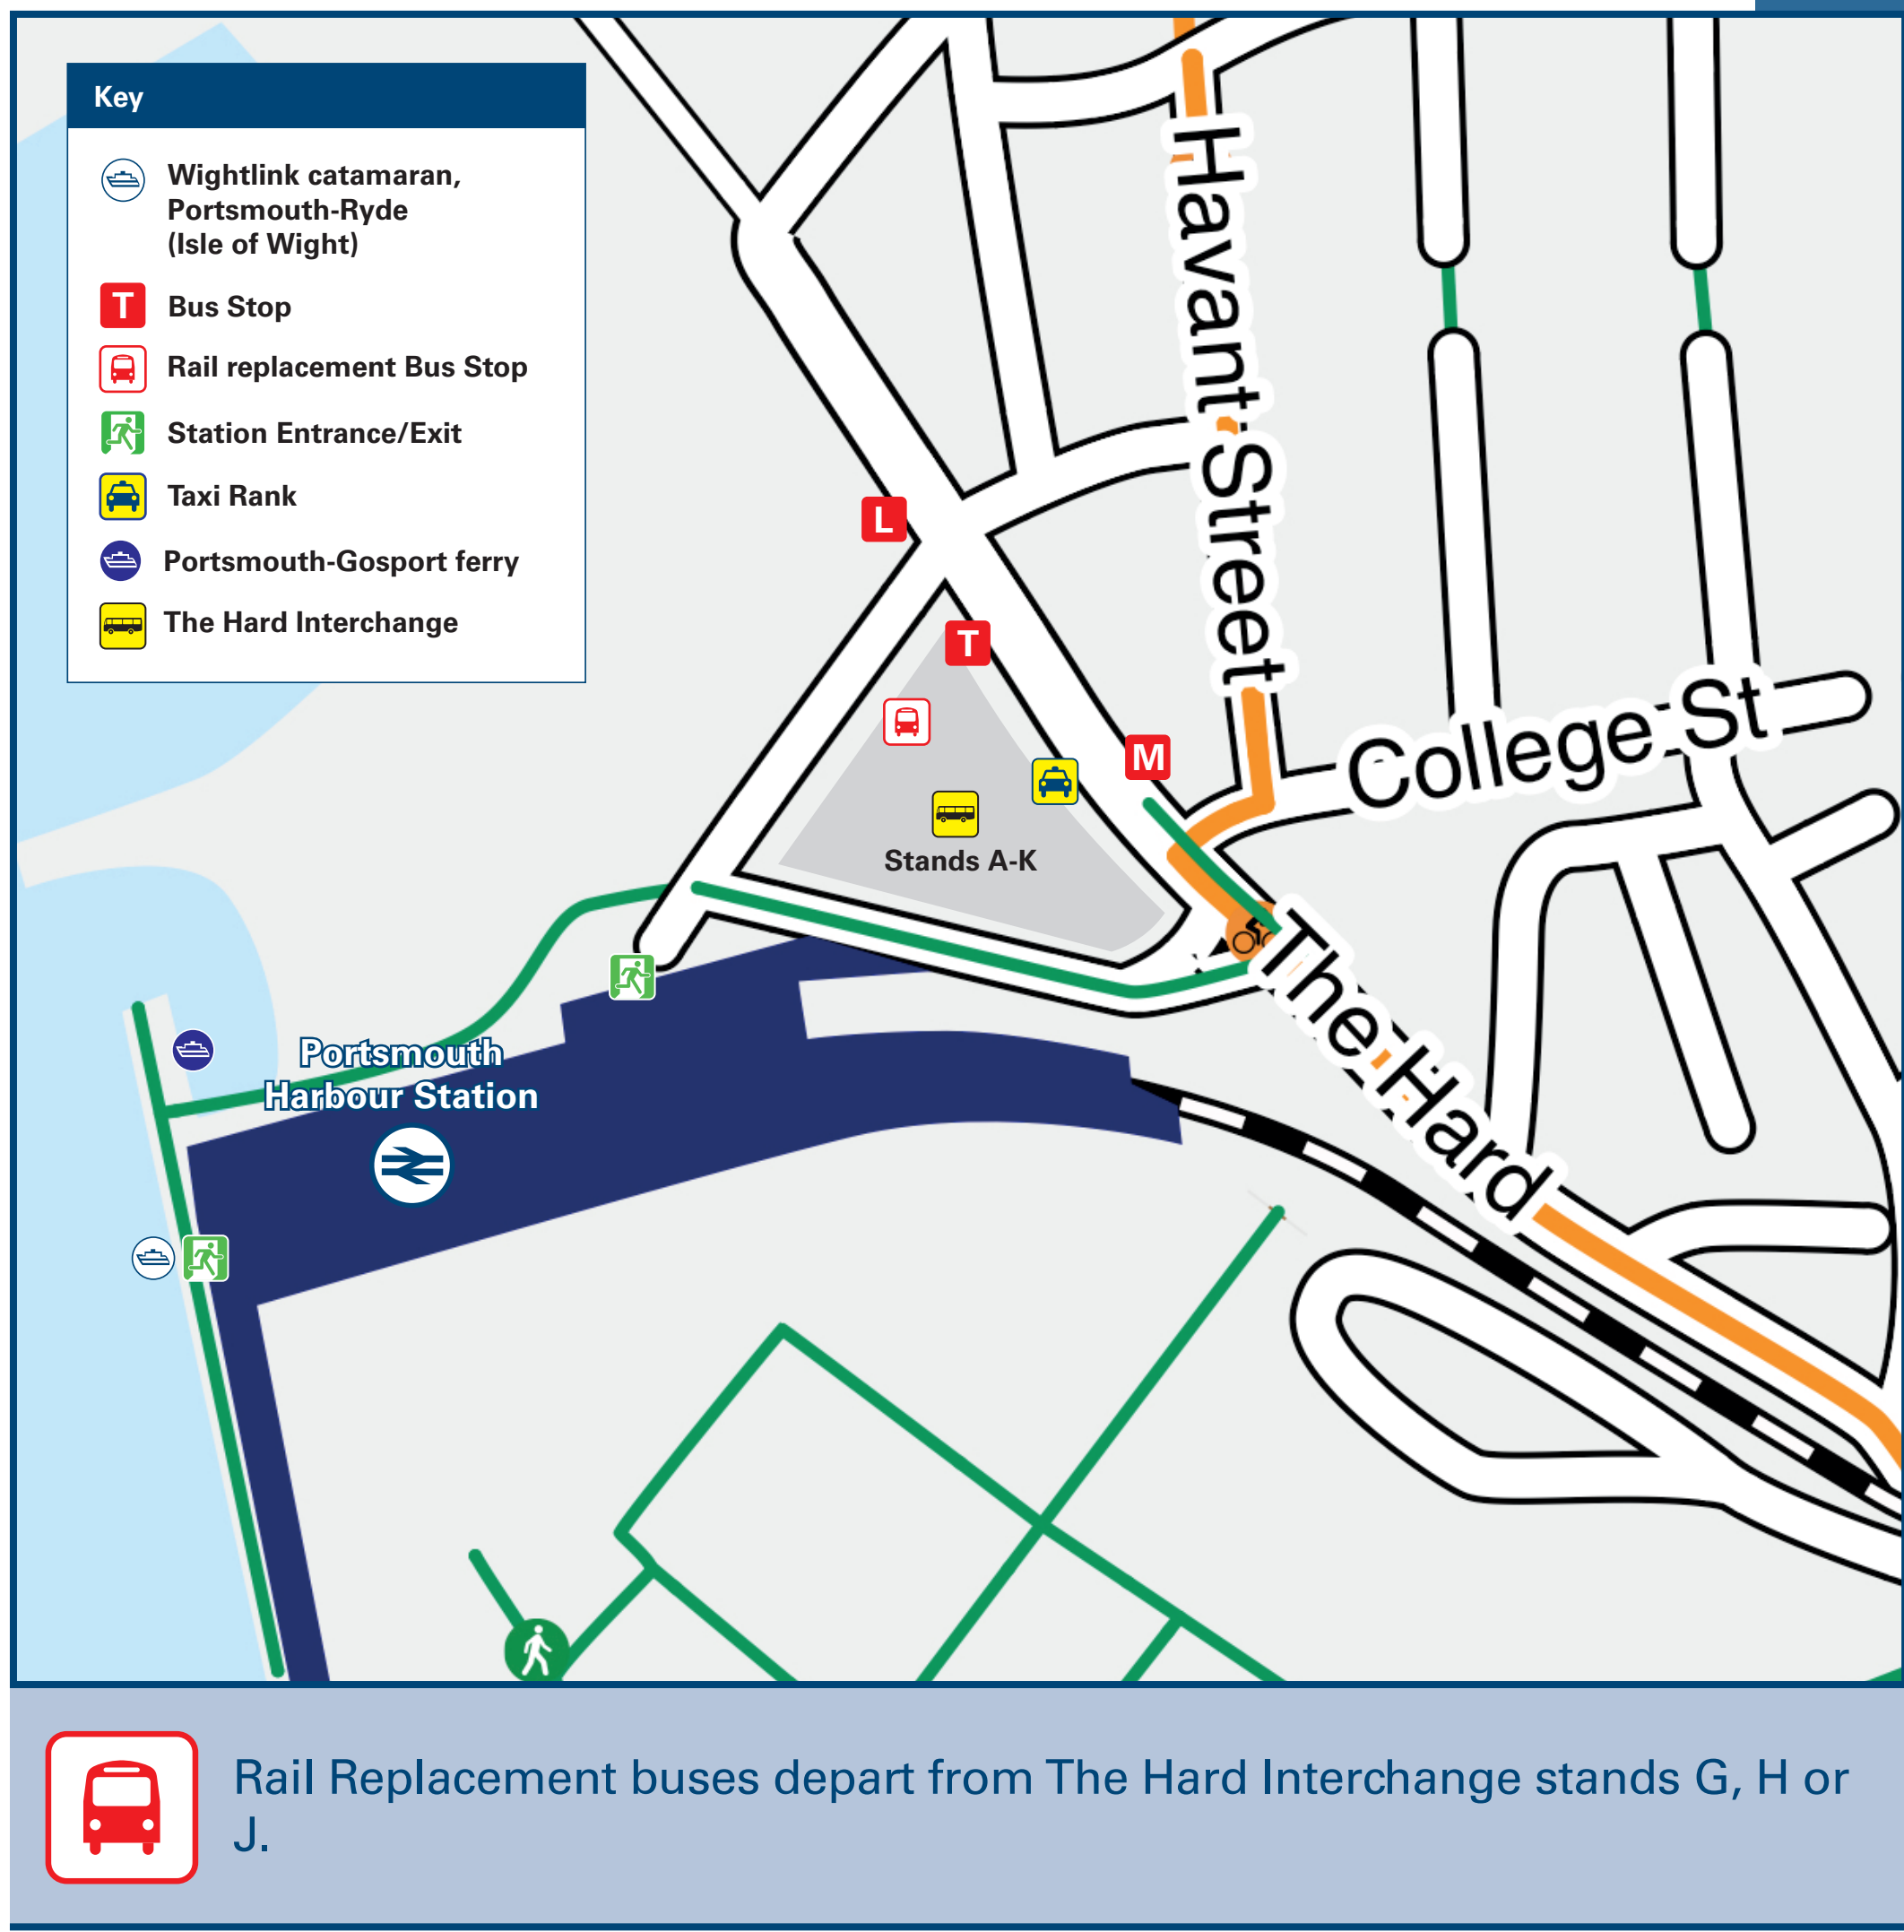 Key
Wightlink catamaran,
Portsmouth-Ryde
(Isle of Wight)
T
Bus Stop
Rail replacement Bus Stop
Station Entrance/Exit
Taxi Rank
Portsmouth-Gosport ferry
The Hard Interchange
Havant Street
L
T
M
College St
Stands A-K
The Hard
Portsmouth
Harbour Station
Rail Replacement buses depart from The Hard Interchange stands G, H or
J.